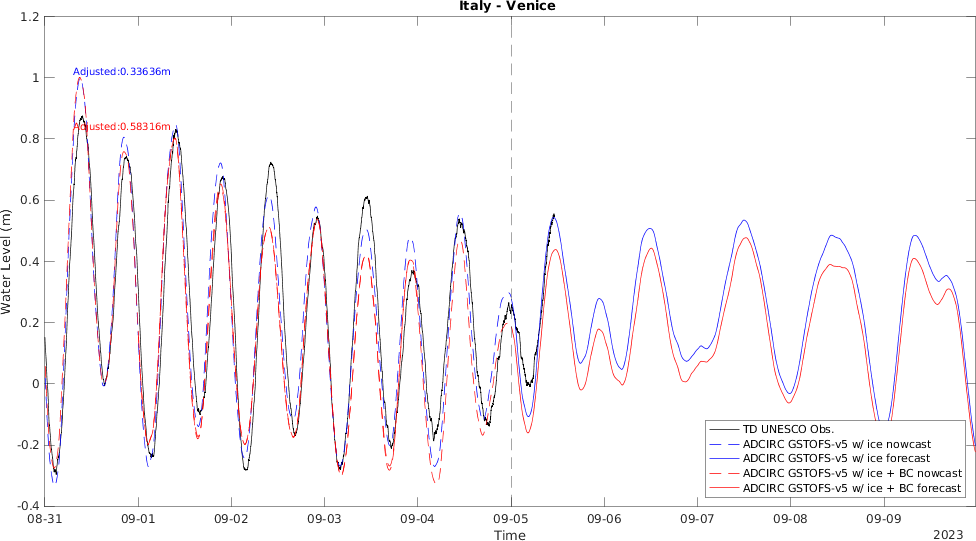 Italy - Venice
1.2
1
0.8
0.6
0.4
0.2
0
-0.2
-0.4
Water Level (m)
Adjusted:0.33636m
Adjusted:0.58316m
TD UNESCO Obs.
ADCIRC GSTOFS-v5 w/ ice nowcast
ADCIRC GSTOFS-v5 w/ ice forecast
ADCIRC GSTOFS-v5 w/ ice + BC nowcast
ADCIRC GSTOFS-v5 w/ ice + BC forecast
08-31 09-01 09-02 09-03 09-04 09-05 09-06 09-07 09-08 09-09
Time
2023